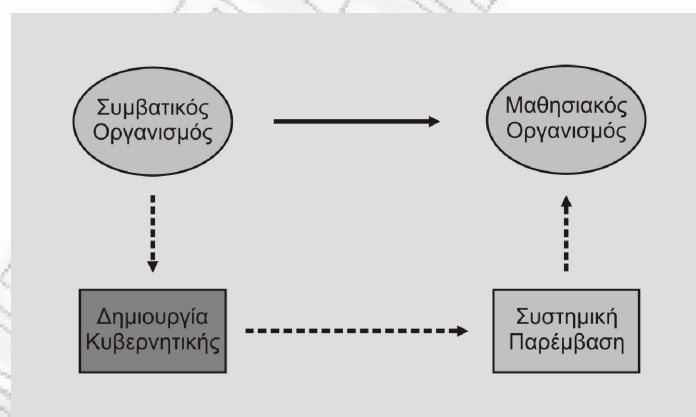 Συμβατικός
Οργανισμός
Μαθησιακός
Οργανισμός
Δημιουργία
Κυβερνητικής
Συστημική
Παρέμβαση